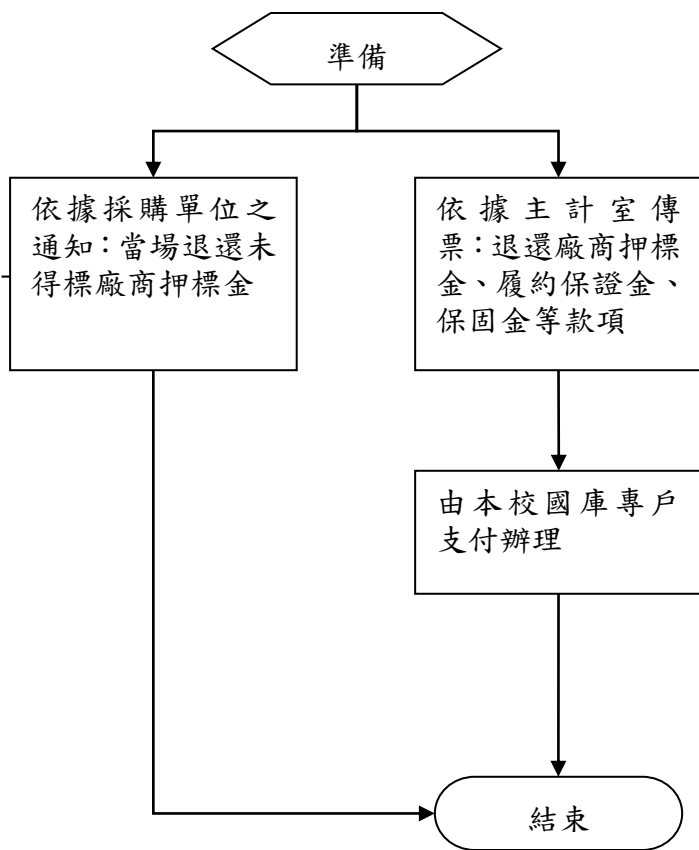 準備
依據採購單位之
通知：當場退還未
得標廠商押標金
依據主計室傳
票：退還廠商押標
金、履約保證金、
保固金等款項
由本校國庫專戶
支付辦理
結束